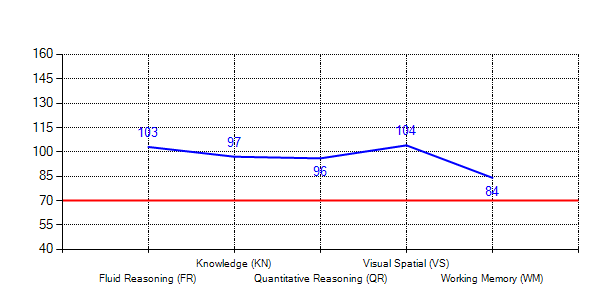 160
145
130
115
100
85
70
55
40
103
97
96
104
84
Knowledge (KN)
Visual Spatial (VS)
Fluid Reasoning (FR)
Quantitative Reasoning (QR)
Working Memory (WM)